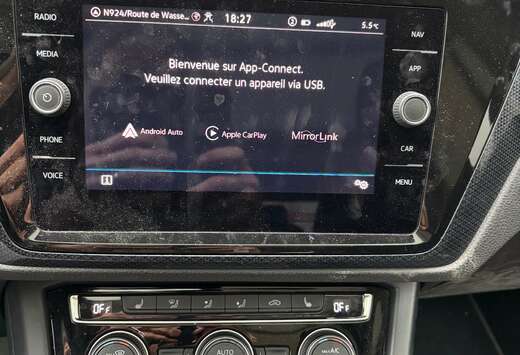 N924/Route de Wasse... 18:27 2 5.5°C
RADIO
MEDIA
PHONE
VOICE
Bienvenue sur App-Connect.
Veuillez connecter un appareil via USB.
Android Auto Apple CarPlay MirrorLink
NAV
APP
CAR
MENU
OFF OFF
AUTO
A/C